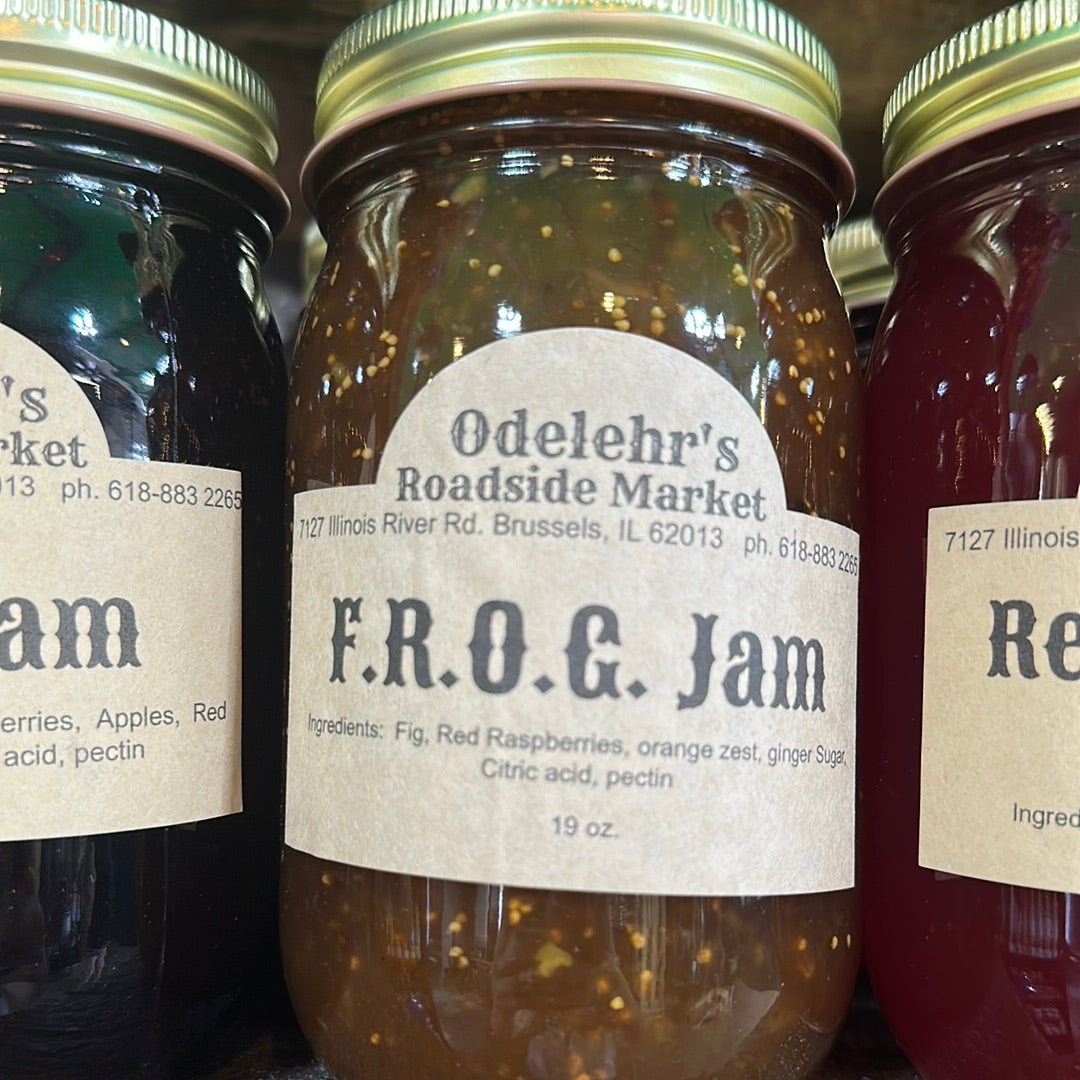 's
Market
013 ph. 618-883 2265
am
erries, Apples, Red
acid, pectin
Odelehr's
Roadside Market
7127 Illinois River Rd. Brussels, IL 62013 ph. 618-883 2265
F.R.O.G. Jam
Ingredients: Fig, Red Raspberries, orange zest, ginger Sugar,
Citric acid, pectin
19 oz.
7127 Illinois
Re
Ingred